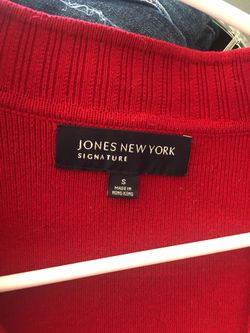 JONES NEW YORK
SIGNATURE
S
MADE IN
HONG KONG